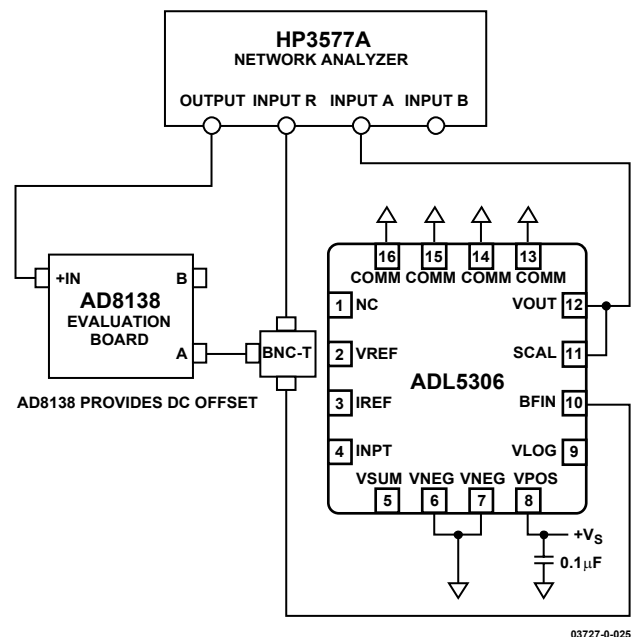 HP3577A
NETWORK ANALYZER
OUTPUT INPUT R INPUT A INPUT B
16 15 14 13
COMM COMM COMM COMM
+IN B
AD8138
EVALUATION
BOARD
A
BNC-T
AD8138 PROVIDES DC OFFSET
1 NC VOUT 12
2 VREF SCAL 11
ADL5306
3 IREF BFIN 10
4 INPT VLOG 9
VSUM VNEG VNEG VPOS
5 6 7 8
+VS
0.1μF
03727-0-025